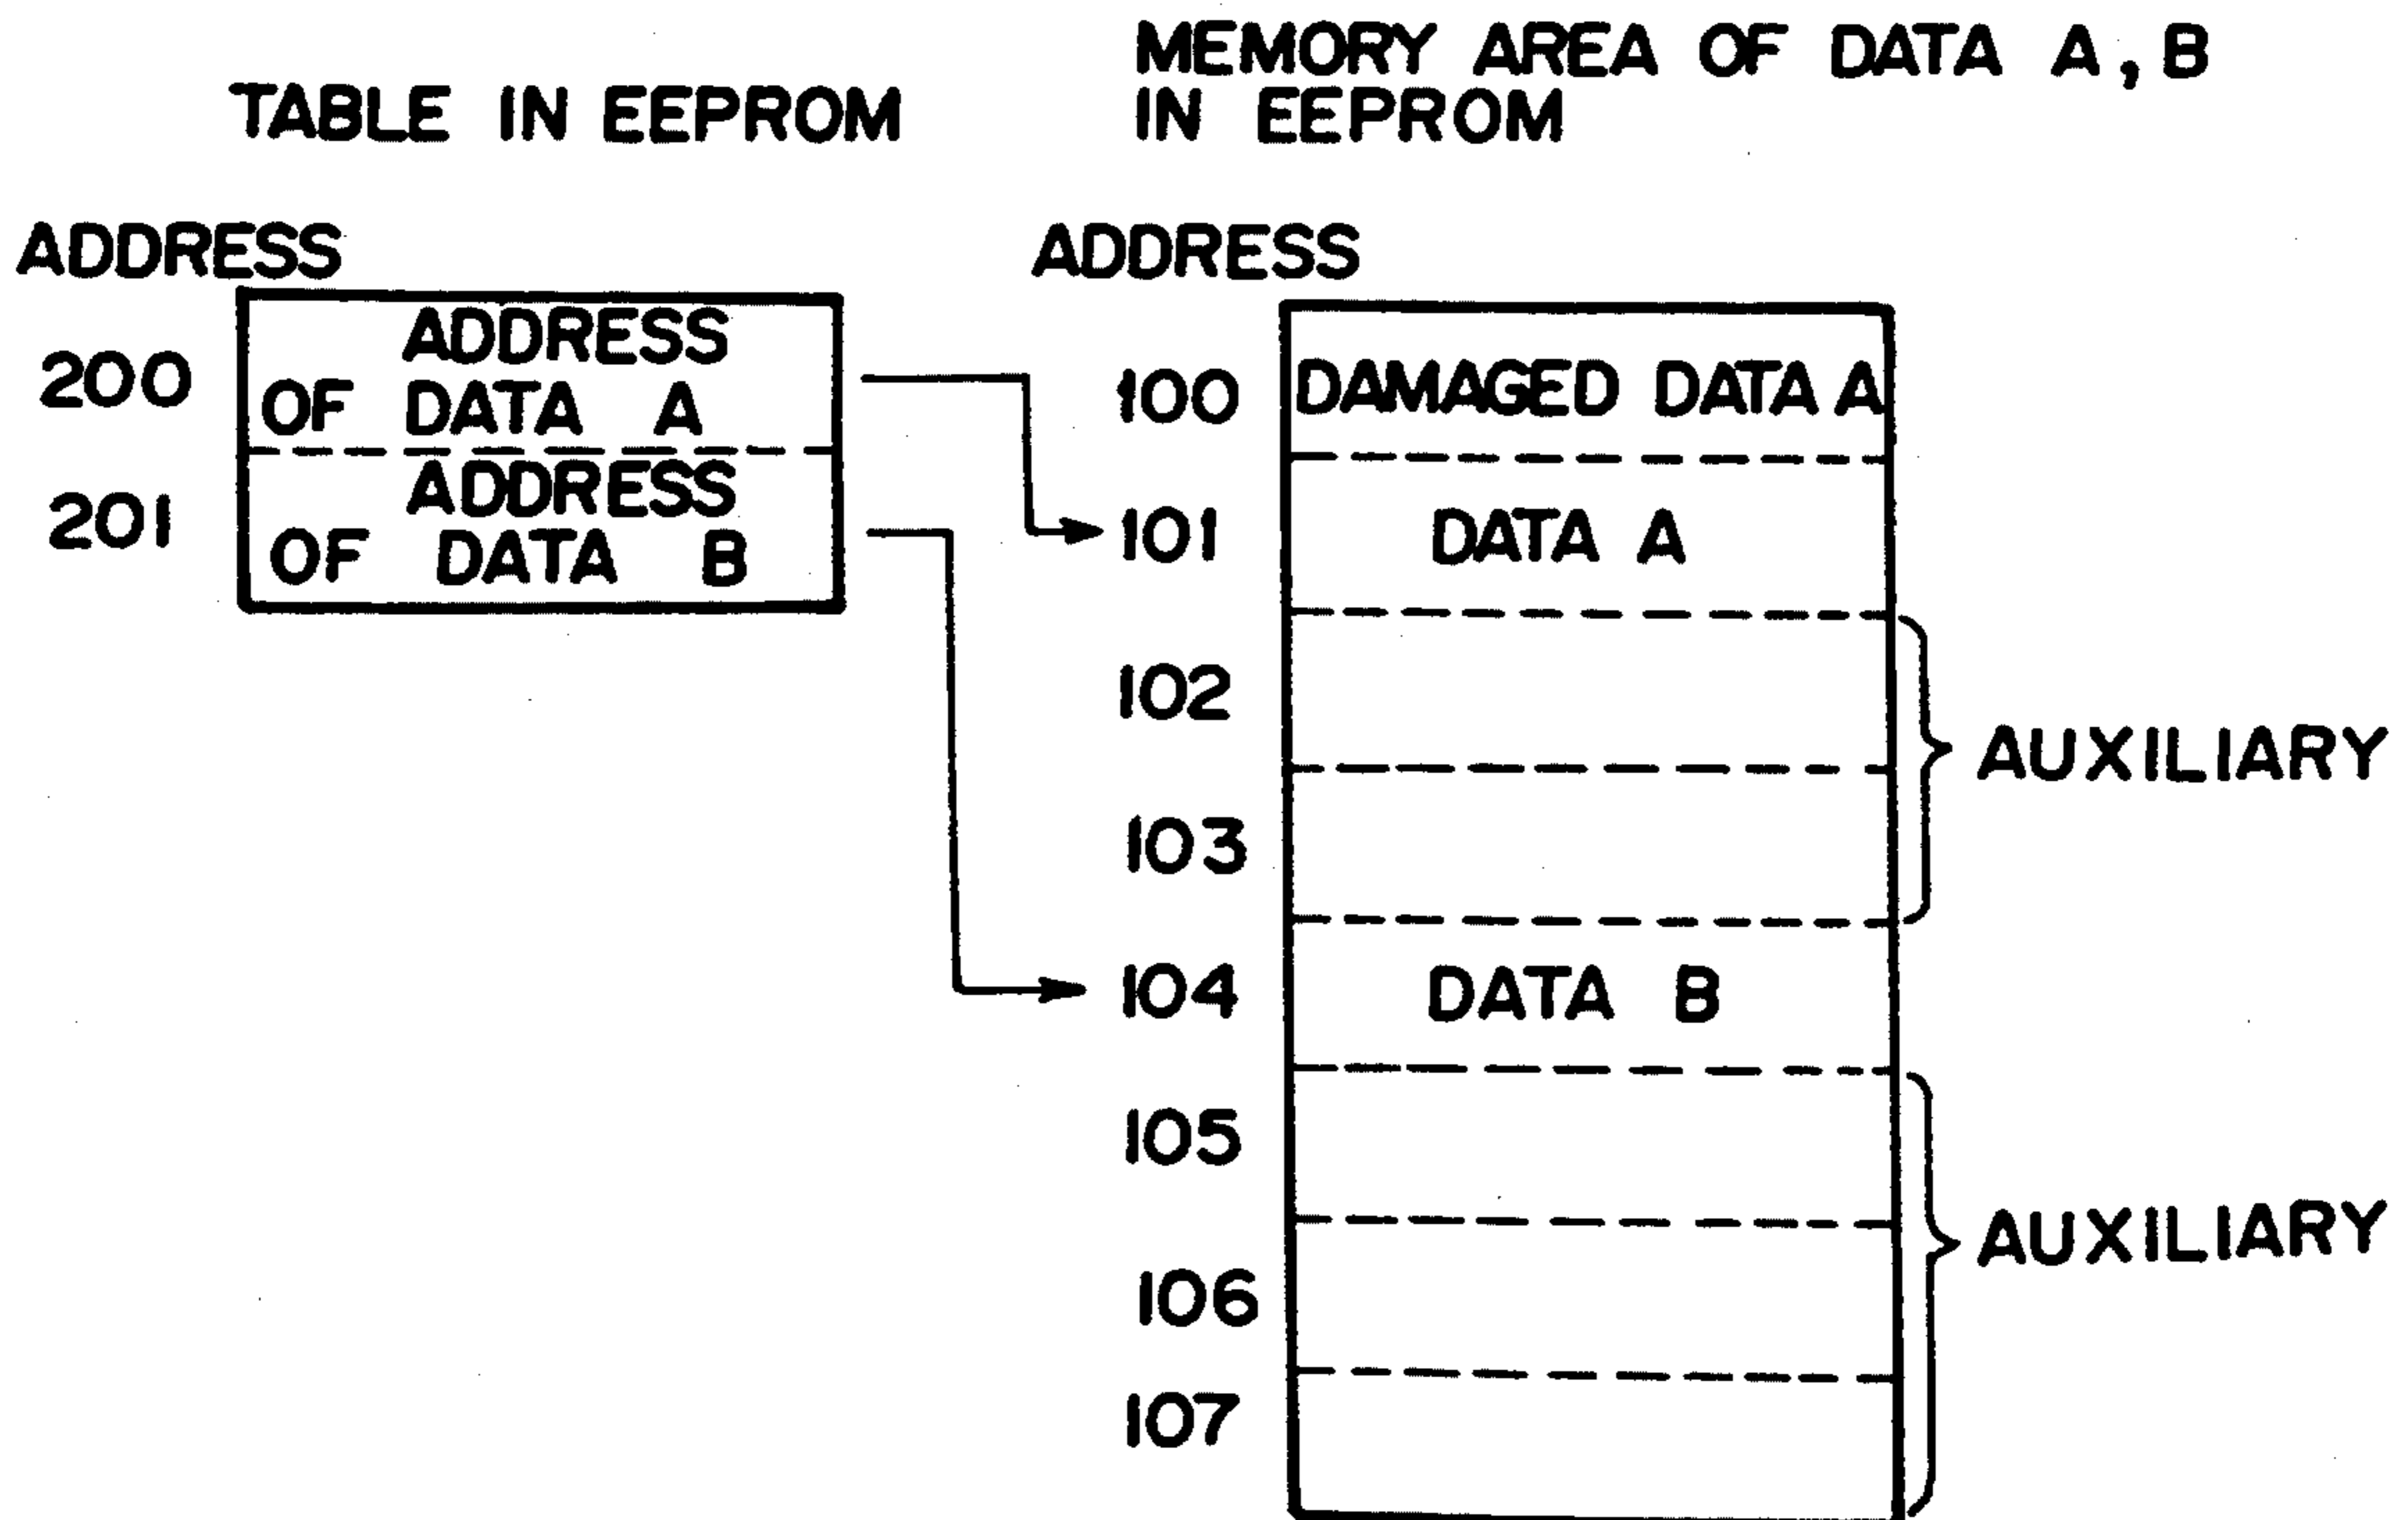 TABLE IN EEPROM
MEMORY AREA OF DATA A, B
IN EEPROM
ADDRESS
200
ADDRESS
OF DATA A
201
ADDRESS
OF DATA B
ADDRESS
100
DAMAGED DATA A
101
DATA A
102
103
AUXILIARY
104
DATA B
105
106
107
AUXILIARY